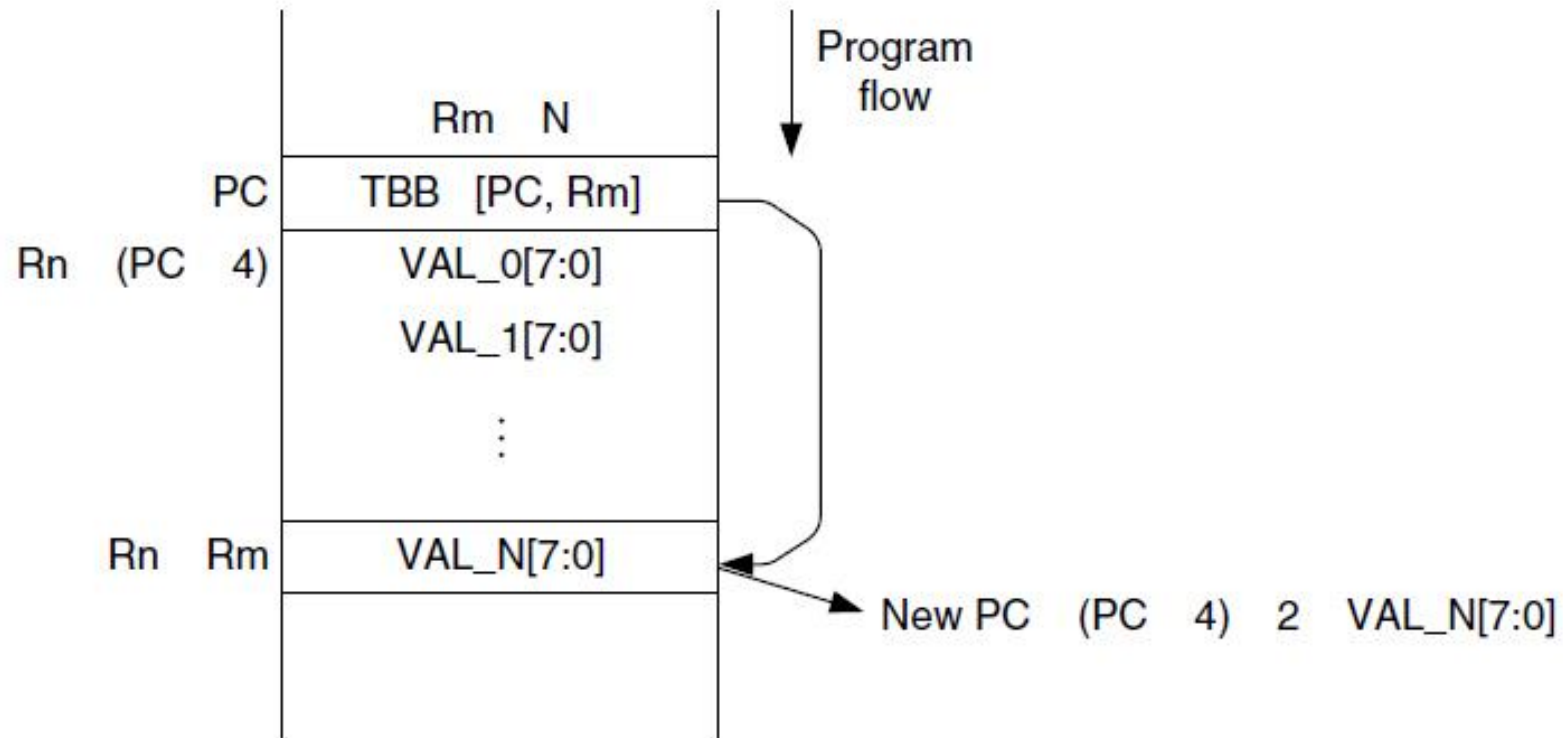 Program
flow
Rm N
PC TBB [PC, Rm]
Rn (PC 4) VAL_0[7:0]
VAL_1[7:0]
⋮
Rn Rm VAL_N[7:0]
New PC (PC 4) 2 VAL_N[7:0]